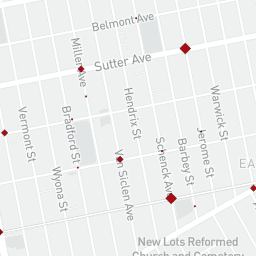 Belmont Ave
Miller Ave
Sutter Ave
Hendrix St
Warwick St
Vermont St
Bradford St
Wyona St
Van Siclen Ave
Schenck Ave
Barbey St
Jerome St
EA
New Lots Reformed
Church and Cemetery